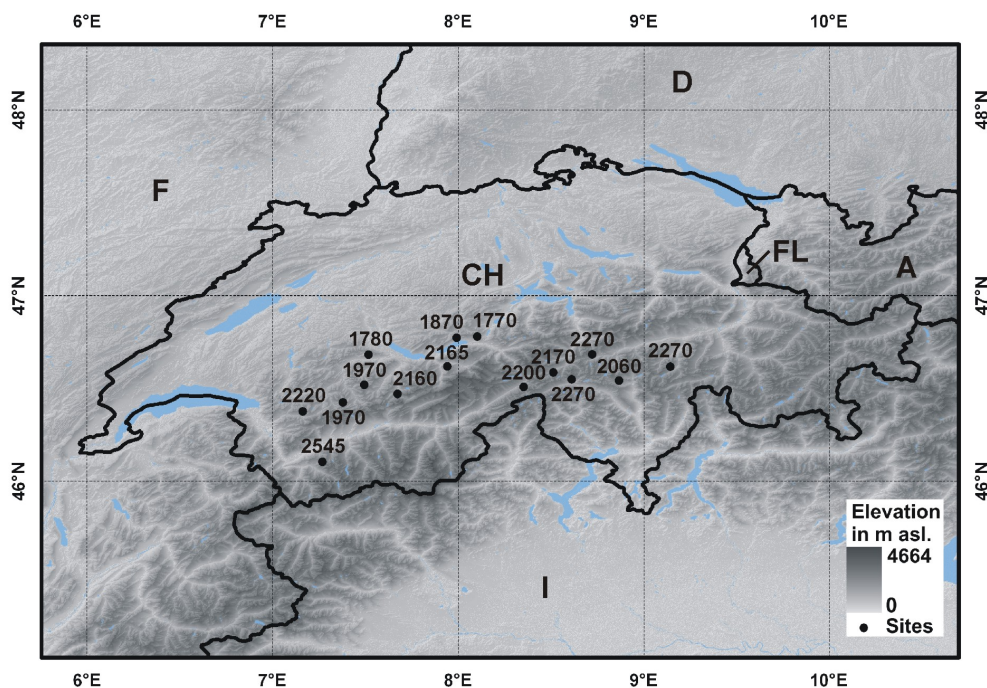 6°E 7°E 8°E 9°E 10°E
D
48°N 48°N
F
FL
A
CH
47°N 47°N
1870 1770
1780 2165 2270
2170 2270
1970 2160 2200 2060
2220
1970 2270
2545
46°N 46°N
Elevation
in m asl.
4664
I
0
Sites
6°E 7°E 8°E 9°E 10°E